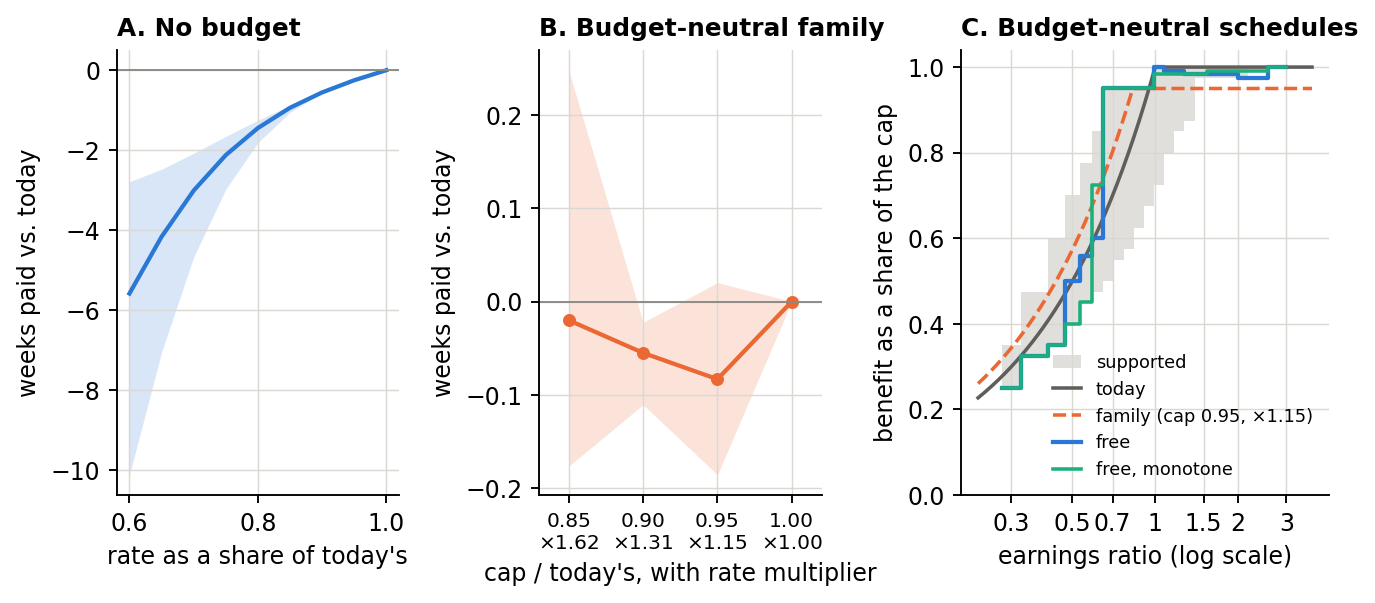 A. No budget
0
−2
−4
−6
−8
−10
weeks paid vs. today
0.6
0.8
1.0
rate as a share of today's
B. Budget-neutral family
0.2
0.1
0.0
−0.1
−0.2
weeks paid vs. today
0.85
×1.62
0.90
×1.31
0.95
×1.15
1.00
×1.00
cap / today's, with rate multiplier
C. Budget-neutral schedules
1.0
0.8
0.6
0.4
0.2
0.0
benefit as a share of the cap
supported
today
family (cap 0.95, ×1.15)
free
free, monotone
0.3
0.5
0.7
1
1.5
2
3
earnings ratio (log scale)